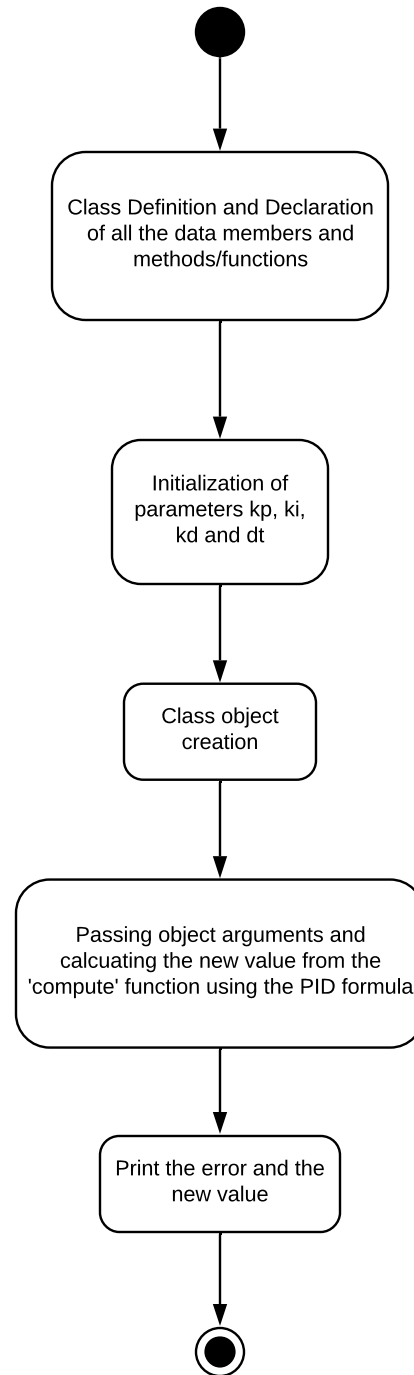 Class Definition and Declaration
of all the data members and
methods/functions
Initialization of
parameters kp, ki,
kd and dt
Class object
creation
Passing object arguments and
calcuating the new value from the
'compute' function using the PID formula
Print the error and the
new value